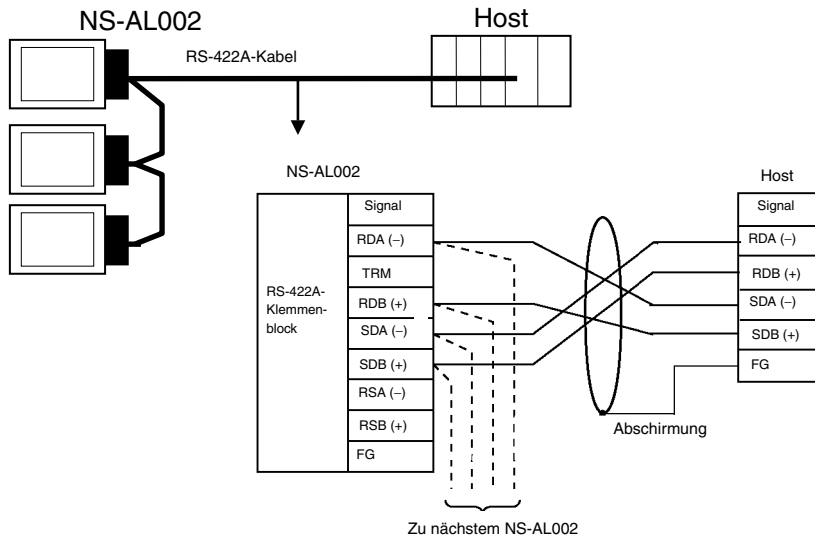 NS-AL002
Host
RS-422A-Kabel
NS-AL002
RS-422A-
Klemmen-
block
Signal
RDA (−)
TRM
RDB (+)
SDA (−)
SDB (+)
RSA (−)
RSB (+)
FG
Host
Signal
RDA (−)
RDB (+)
SDA (−)
SDB (+)
FG
Abschirmung
Zu nächstem NS-AL002